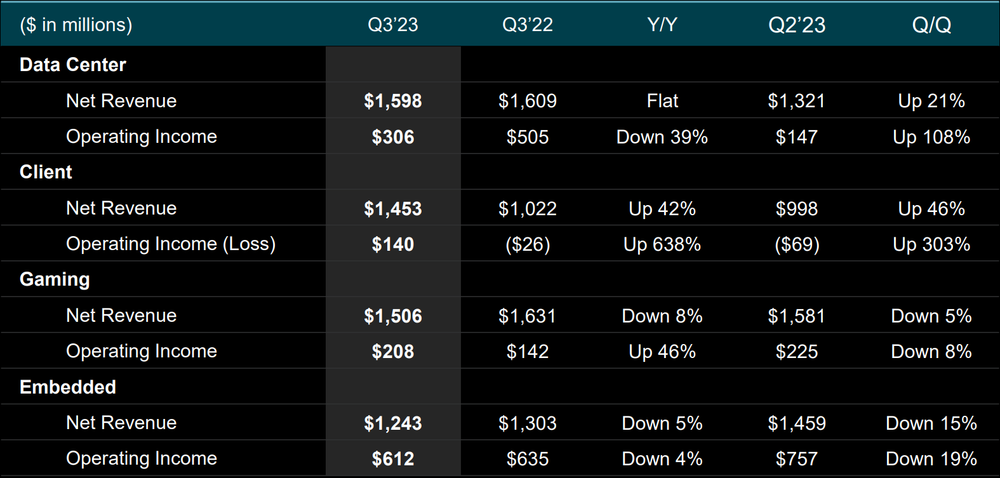 ($ in millions) Q3’23 Q3’22 Y/Y Q2’23 Q/Q
Data Center
Net Revenue $1,598 $1,609 Flat $1,321 Up 21%
Operating Income $306 $505 Down 39% $147 Up 108%
Client
Net Revenue $1,453 $1,022 Up 42% $998 Up 46%
Operating Income (Loss) $140 ($26) Up 638% ($69) Up 303%
Gaming
Net Revenue $1,506 $1,631 Down 8% $1,581 Down 5%
Operating Income $208 $142 Up 46% $225 Down 8%
Embedded
Net Revenue $1,243 $1,303 Down 5% $1,459 Down 15%
Operating Income $612 $635 Down 4% $757 Down 19%